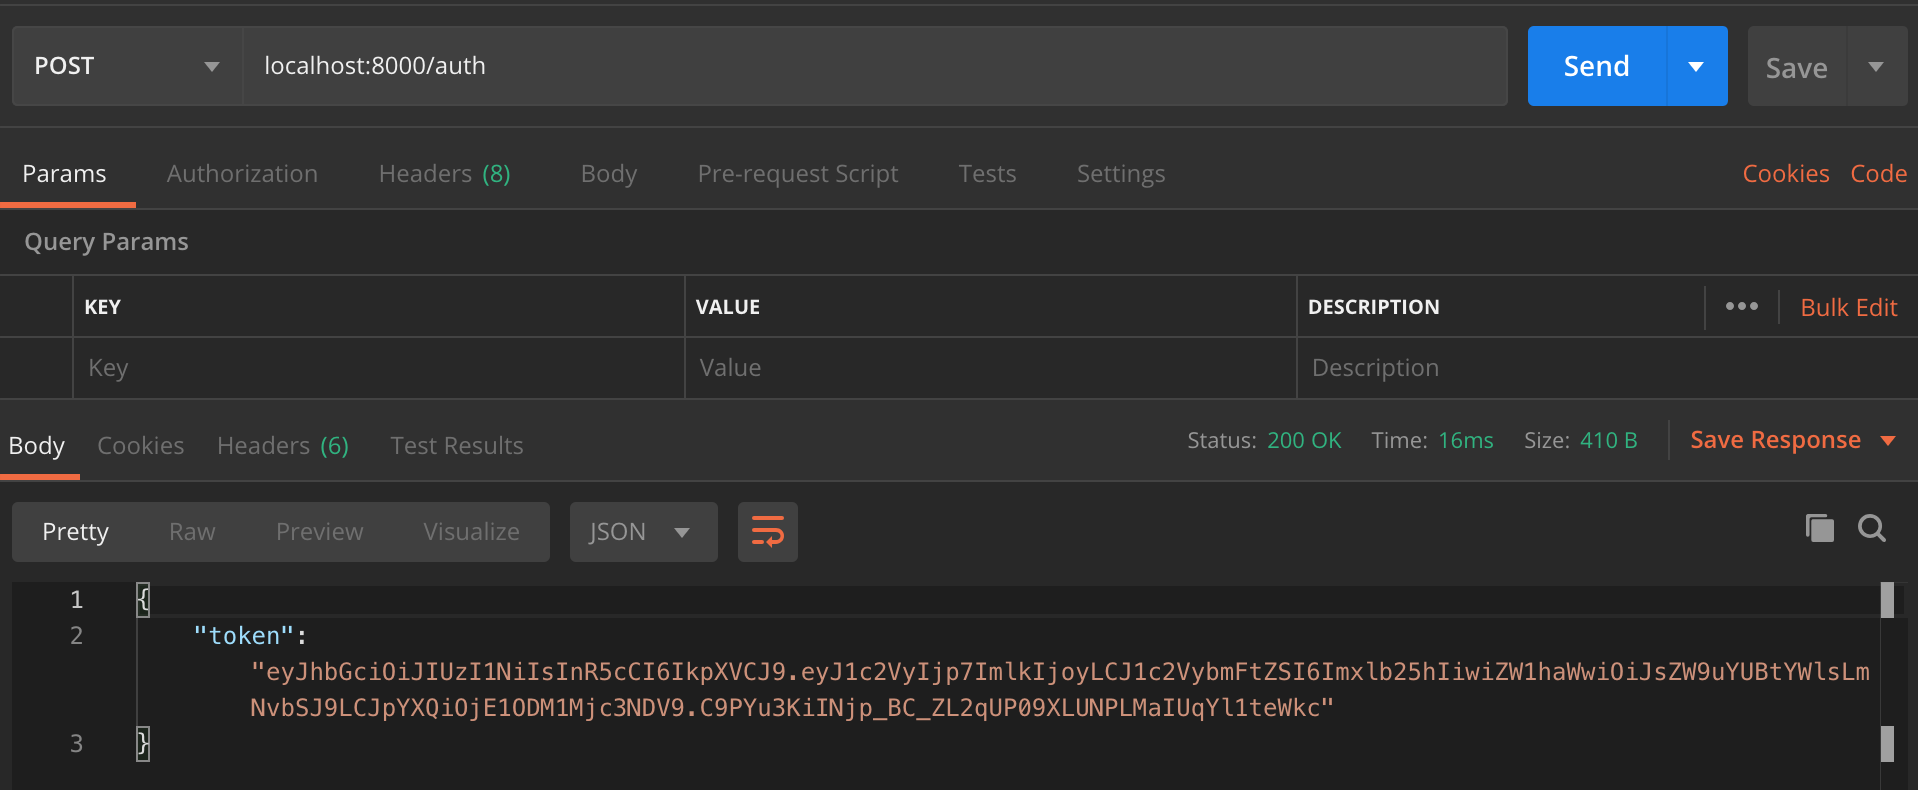 POST localhost:8000/auth Send Save
Params Authorization Headers (8) Body Pre-request Script Tests Settings Cookies Code
Query Params
KEY VALUE DESCRIPTION ••• Bulk Edit
Key Value Description
Body Cookies Headers (6) Test Results Status: 200 OK Time: 16ms Size: 410 B Save Response
Pretty Raw Preview Visualize JSON
1 {
2 "token":
"eyJhbGciOiJIUzI1NiIsInR5cCI6IkpXVCJ9.eyJ1c2VyIjp7ImlkIjoyLCJ1c2VybmFtZSI6Imxlb25hIiwiZW1haWwiOiJsZW9uYUBtYWlsLm
NvbSJ9LCJpYXQiOjE1ODM1Mjc3NDV9.C9PYu3KiINjp_BC_ZL2qUP09XLUNPLMaIUqYl1teWkc"
3 }